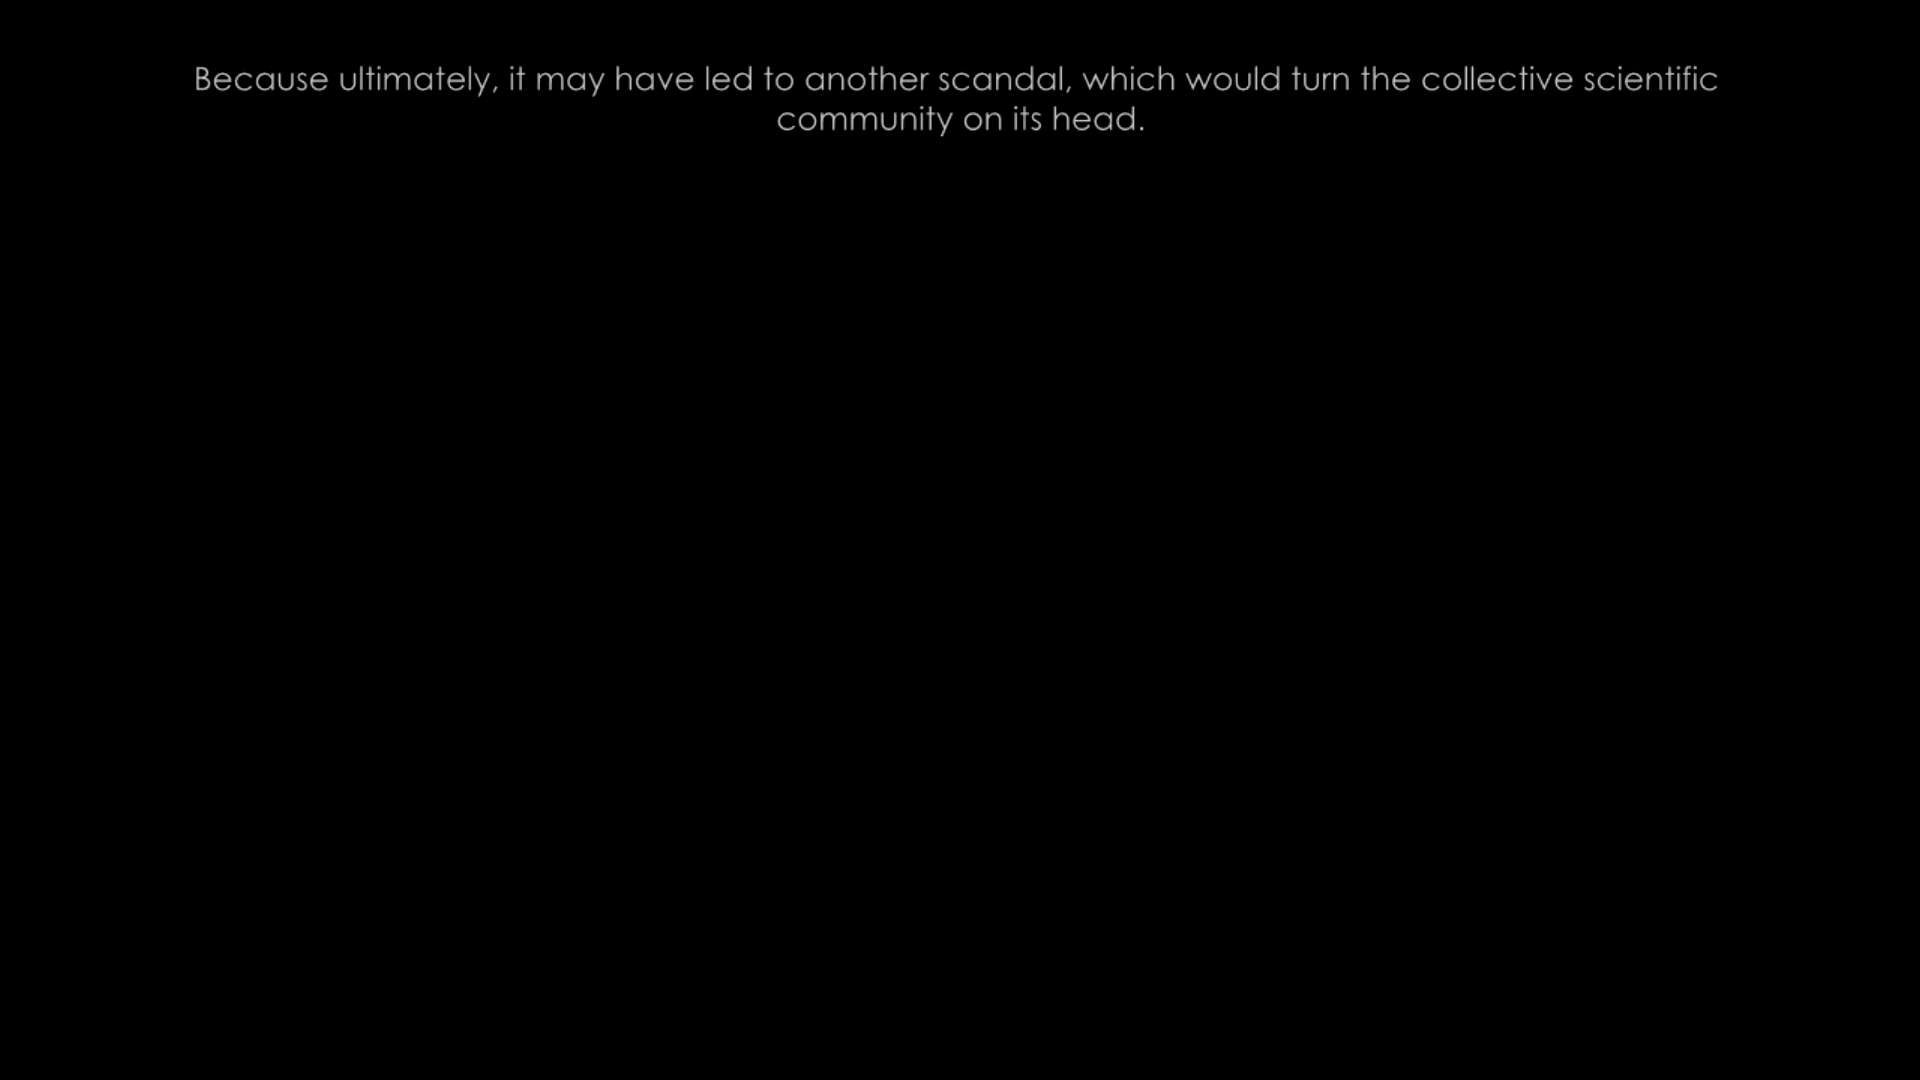 Because ultimately, it may have led to another scandal, which would turn the collective scientific
community on its head.